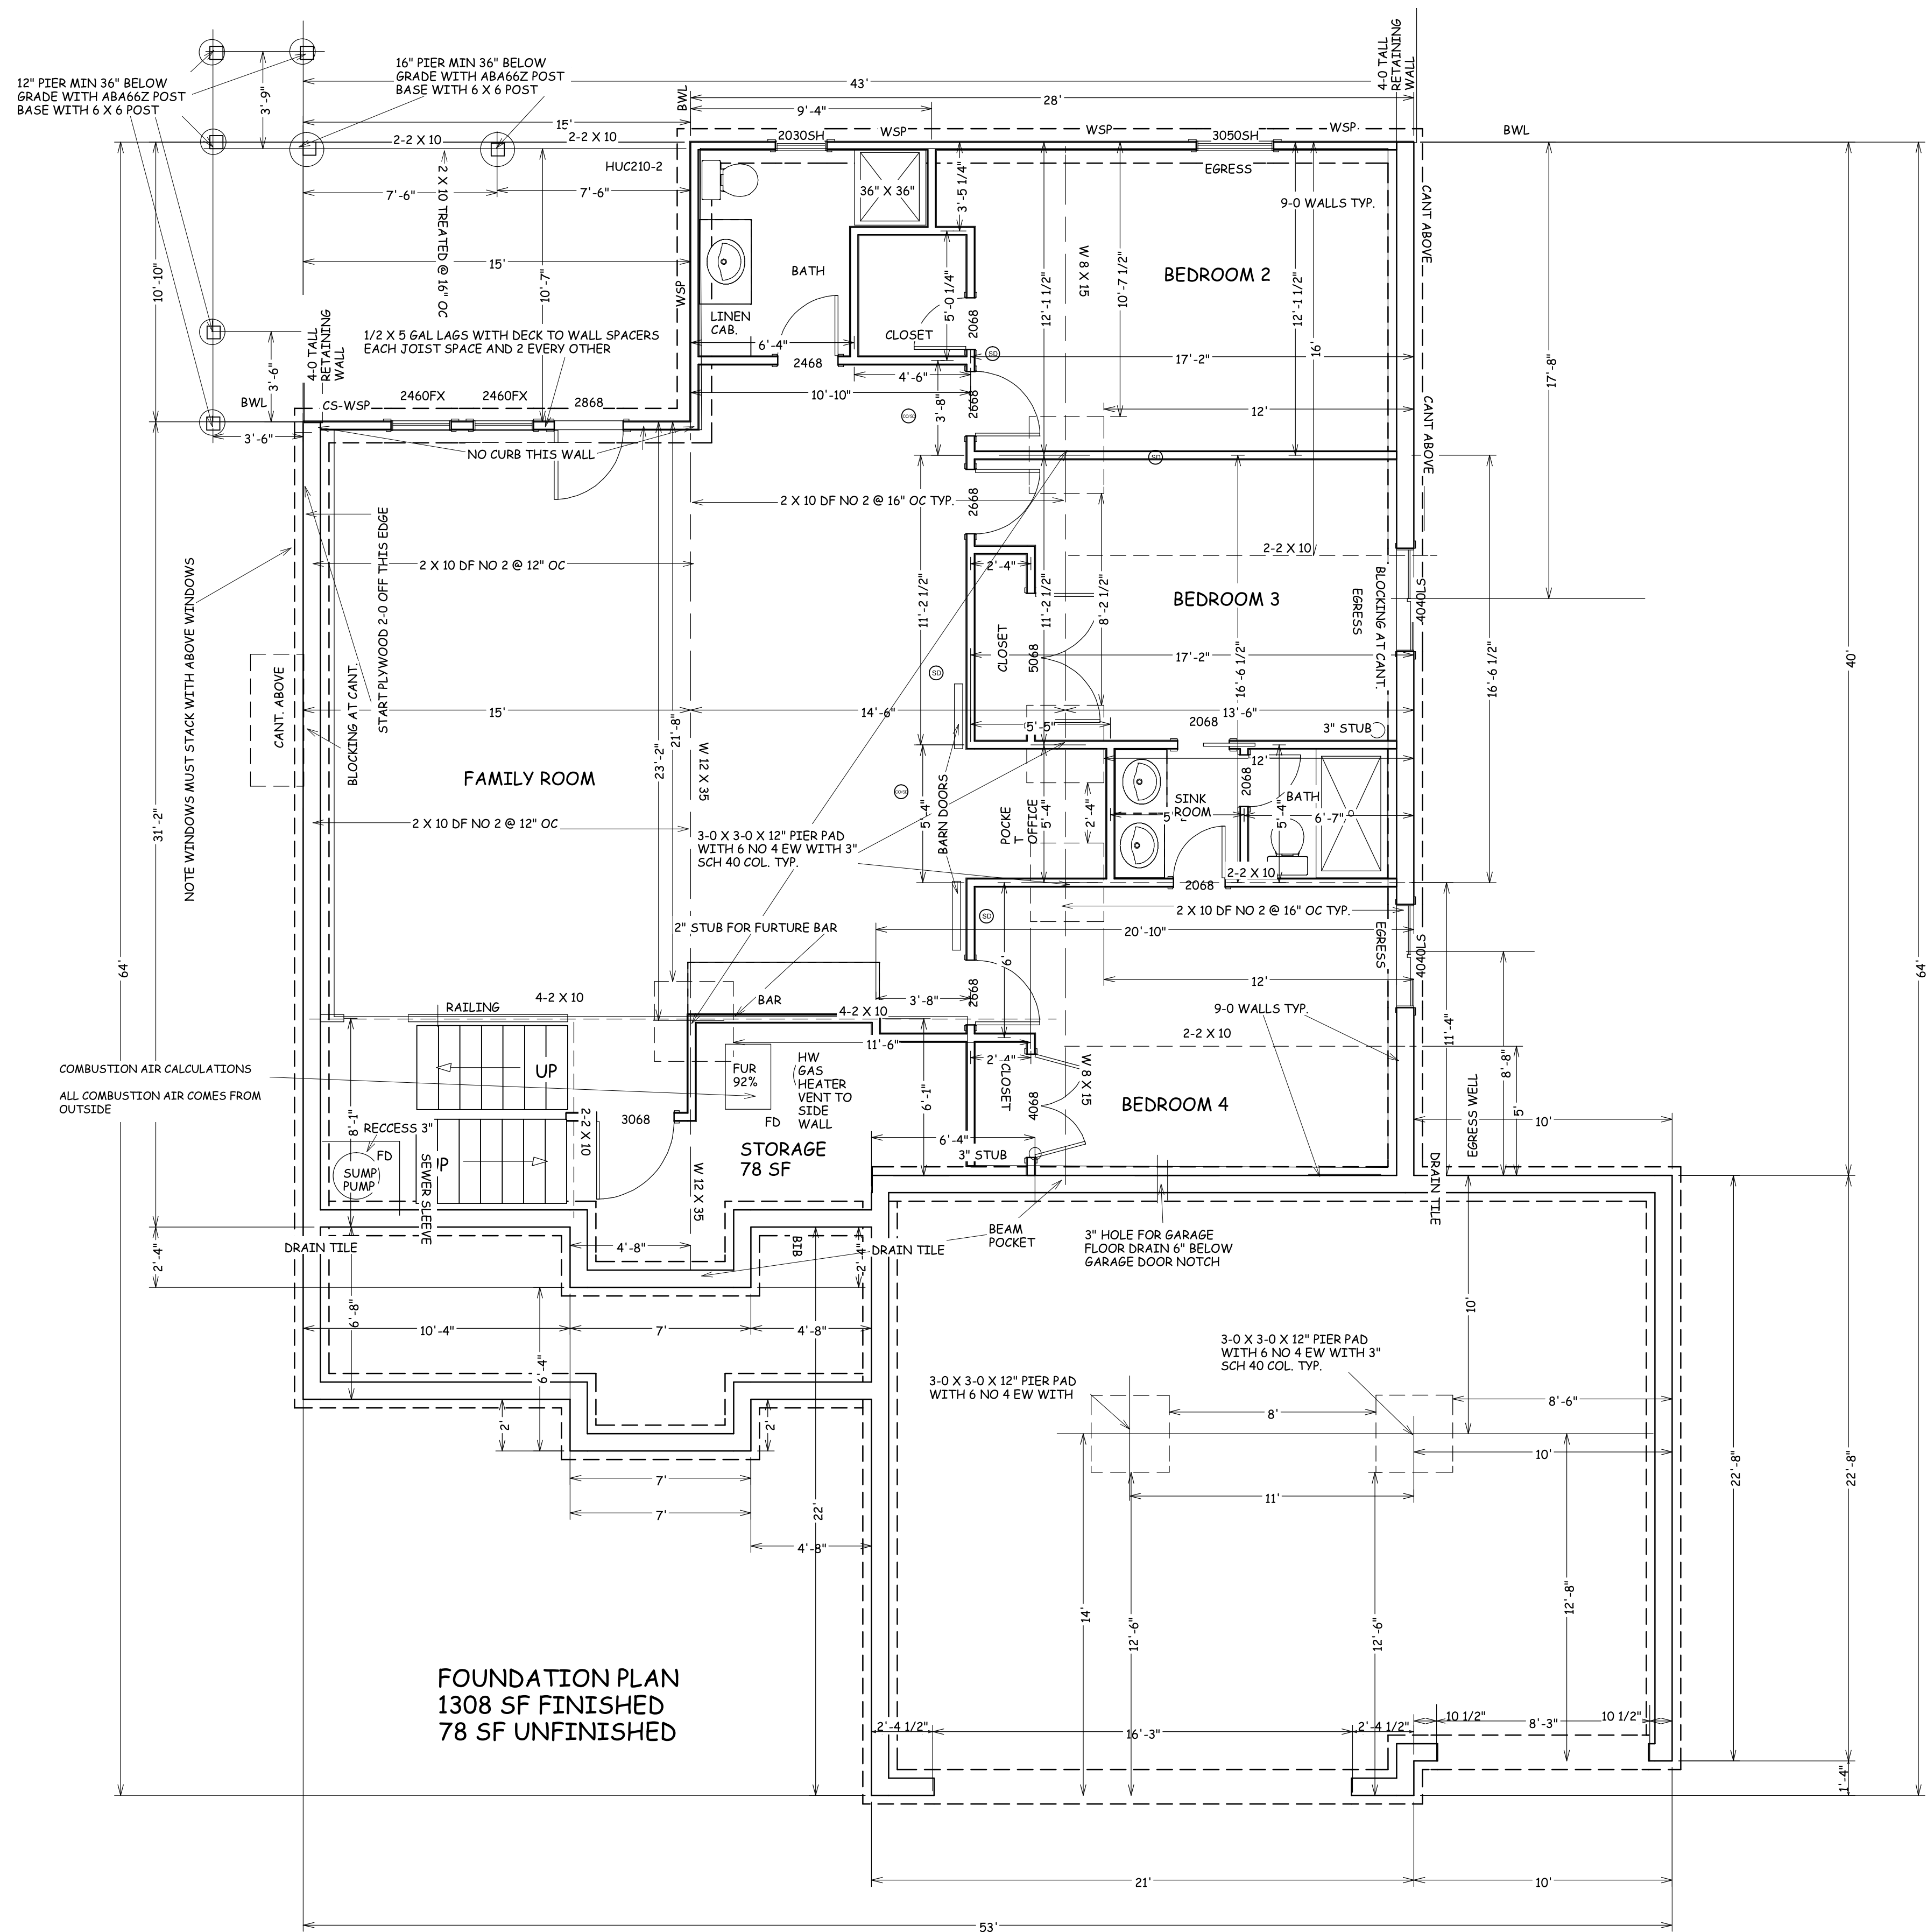 4-0 TALL
RETAINING
WALL
12" PIER MIN 36" BELOW
GRADE WITH ABA66Z POST
BASE WITH 6 X 6 POST
16" PIER MIN 36" BELOW
GRADE WITH ABA66Z POST
BASE WITH 6 X 6 POST
43'
28'
9'-4"
15'
3'-9"
BWL
2-2 X 10
2-2 X 10
2030SH
WSP
WSP
3050SH
WSP
BWL
HUC210-2
EGRESS
36" X 36"
3'-5 1/4"
7'-6"
7'-6"
2 X 10 TREATED @ 16" OC
9-0 WALLS TYP.
CANT ABOVE
15'
10'-7"
10'-10"
WSP
BATH
W 8 X 15
10'-7 1/2"
BEDROOM 2
12'-1 1/2"
12'-1 1/2"
5'-0 1/4"
LINEN
CAB.
CLOSET
2068
SD
16'
17'-8"
1/2 X 5 GAL LAGS WITH DECK TO WALL SPACERS
EACH JOIST SPACE AND 2 EVERY OTHER
4-0 TALL
RETAINING
WALL
3'-6"
6'-4"
2468
4'-6"
17'-2"
10'-10"
BWL
CS-WSP
2460FX
2460FX
2868
3'-8"
2668
12'
CANT ABOVE
3'-6"
NO CURB THIS WALL
SD
2 X 10 DF NO 2 @ 16" OC TYP.
2668
START PLYWOOD 2-0 OFF THIS EDGE
2 X 10 DF NO 2 @ 12" OC
2-2 X 10
NOTE WINDOWS MUST STACK WITH ABOVE WINDOWS
11'-2 1/2"
2'-4"
11'-2 1/2"
8'-2 1/2"
BEDROOM 3
EGRESS
BLOCKING AT CANT.
4040LS
CLOSET
5068
17'-2"
16'-6 1/2"
16'-6 1/2"
40'
SD
CANT. ABOVE
BLOCKING AT CANT.
15'
14'-6"
13'-6"
5'-5"
2068
3" STUB
12'
FAMILY ROOM
23'-2"
21'-8"
W 12 X 35
BARN DOORS
5'-4"
POCKE
T
OFFICE
5'-4"
2'-4"
SINK
ROOM
2068
BATH
5'-4"
6'-7"
31'-2"
2 X 10 DF NO 2 @ 12" OC
3-0 X 3-0 X 12" PIER PAD
WITH 6 NO 4 EW WITH 3"
SCH 40 COL. TYP.
2-2 X 10
2068
SD
2 X 10 DF NO 2 @ 16" OC TYP.
2" STUB FOR FURTURE BAR
20'-10"
EGRESS
4040LS
64'
64'
6'
12'
3'-8"
2668
4-2 X 10
RAILING
BAR
4-2 X 10
9-0 WALLS TYP.
2-2 X 10
11'-4"
8'-8"
11'-6"
2'-4"
CLOSET
W 8 X 15
COMBUSTION AIR CALCULATIONS
ALL COMBUSTION AIR COMES FROM
OUTSIDE
UP
FUR
92%
HW
GAS
HEATER
VENT TO
SIDE
WALL
6'-1"
4068
BEDROOM 4
EGRESS WELL
5'
10'
8'-1"
2-2 X 10
3068
FD
RECCESS 3"
FD
SUMP
PUMP
SEWER SLEEVE
UP
STORAGE
78 SF
6'-4"
3" STUB
W 12 X 35
DRAIN TILE
DRAIN TILE
2'-4"
4'-8"
BIB
2'-4"
DRAIN TILE
BEAM
POCKET
3" HOLE FOR GARAGE
FLOOR DRAIN 6" BELOW
GARAGE DOOR NOTCH
6'-8"
10'-4"
7'
4'-8"
10'
6'-4"
3-0 X 3-0 X 12" PIER PAD
WITH 6 NO 4 EW WITH 3"
SCH 40 COL. TYP.
3-0 X 3-0 X 12" PIER PAD
WITH 6 NO 4 EW WITH
8'
8'-6"
2'
2'
10'
7'
11'
22'-8"
22'-8"
7'
22'
4'-8"
14'
12'-6"
12'-6"
12'-8"
FOUNDATION PLAN
1308 SF FINISHED
78 SF UNFINISHED
2'-4 1/2"
16'-3"
2'-4 1/2"
10 1/2"
8'-3"
10 1/2"
1'-4"
21'
10'
53'